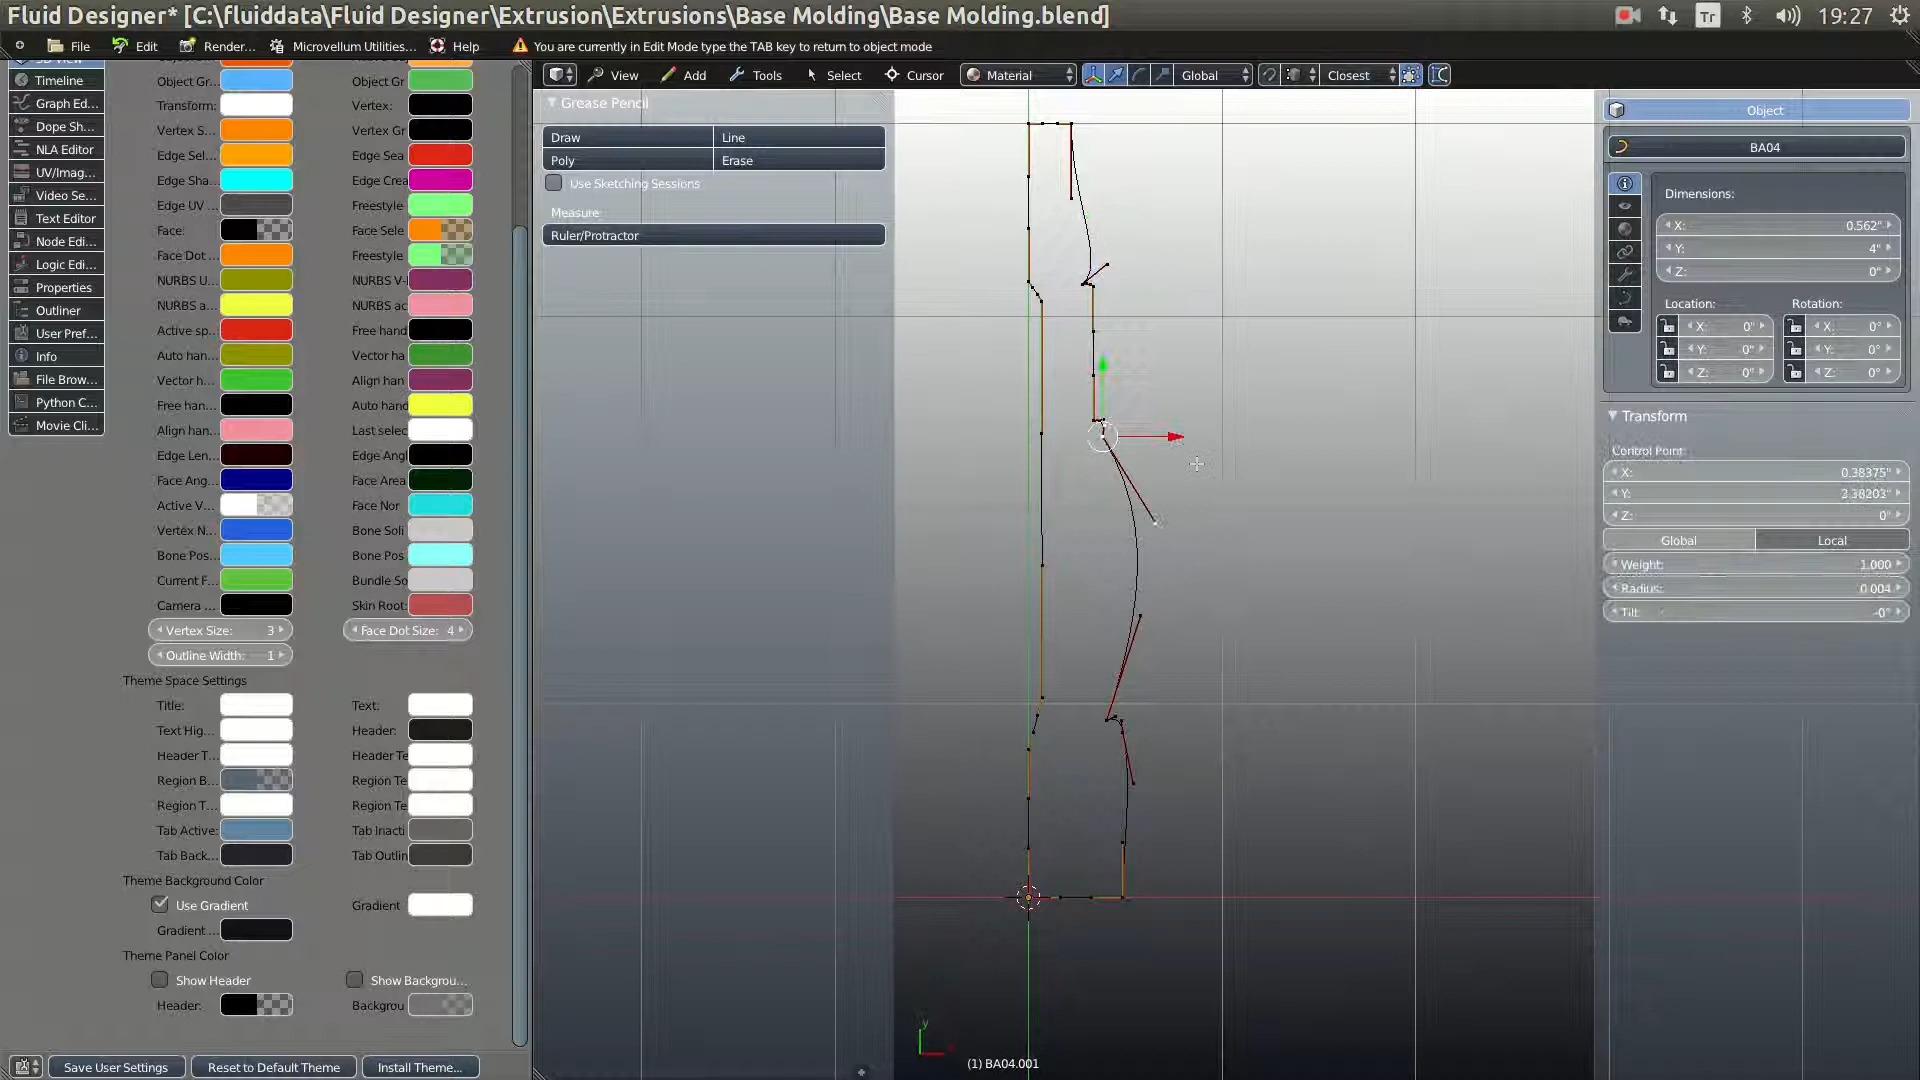 Fluid Designer* [C:\fluiddata\Fluid Designer\Extrusion\Extrusions\Base Molding\Base Molding.blend]
Tr 19:27
File Edit Render... Microvellum Utilities... Help You are currently in Edit Mode type the TAB key to return to object mode
View Add Tools Select Cursor Material Global Closest
3D View
Timeline
Graph Ed...
Dope Sh...
NLA Editor
UV/Imag...
Video Se...
Text Editor
Node Edi...
Logic Edi...
Properties
Outliner
User Pref...
Info
File Brow...
Python C...
Movie Cli...
Object Gr... Object Gr
Transform: Vertex:
Vertex S... Vertex Gr
Edge Sel... Edge Sea
Edge Sha... Edge Crea
Edge UV ... Freestyle
Face: Face Sele
Face Dot ... Freestyle
NURBS U... NURBS V-l
NURBS a... NURBS ac
Active sp... Free hand
Auto han... Vector ha
Vector h... Align han
Free han... Auto hand
Align han... Last selec
Edge Len... Edge Angl
Face Ang... Face Area
Active V... Face Nor
Vertex N... Bone Soli
Bone Pos... Bone Pos
Current F... Bundle So
Camera ... Skin Root:
Vertex Size: 3 Face Dot Size: 4
Outline Width: 1
Theme Space Settings
Title: Text:
Text Hig... Header:
Header T... Header Te
Region B... Region Te
Region T... Region Te
Tab Active: Tab Inacti
Tab Back... Tab Outlin
Theme Background Color
Use Gradient Gradient
Gradient ...
Theme Panel Color
Show Header Show Backgrou...
Header: Backgrou
Save User Settings Reset to Default Theme Install Theme...
Grease Pencil
Draw Line
Poly Erase
Use Sketching Sessions
Measure:
Ruler/Protractor
y
(1) BA04.001
Object
BA04
Dimensions:
X: 0.562"
Y: 4"
Z: 0"
Location: Rotation:
X: 0" X: 0°
Y: 0" Y: 0°
Z: 0" Z: 0°
Transform
Control Point:
X: 0.38375"
Y: 2.38203"
Z: 0"
Global Local
Weight: 1.000
Radius: 0.004
Tilt: -0°